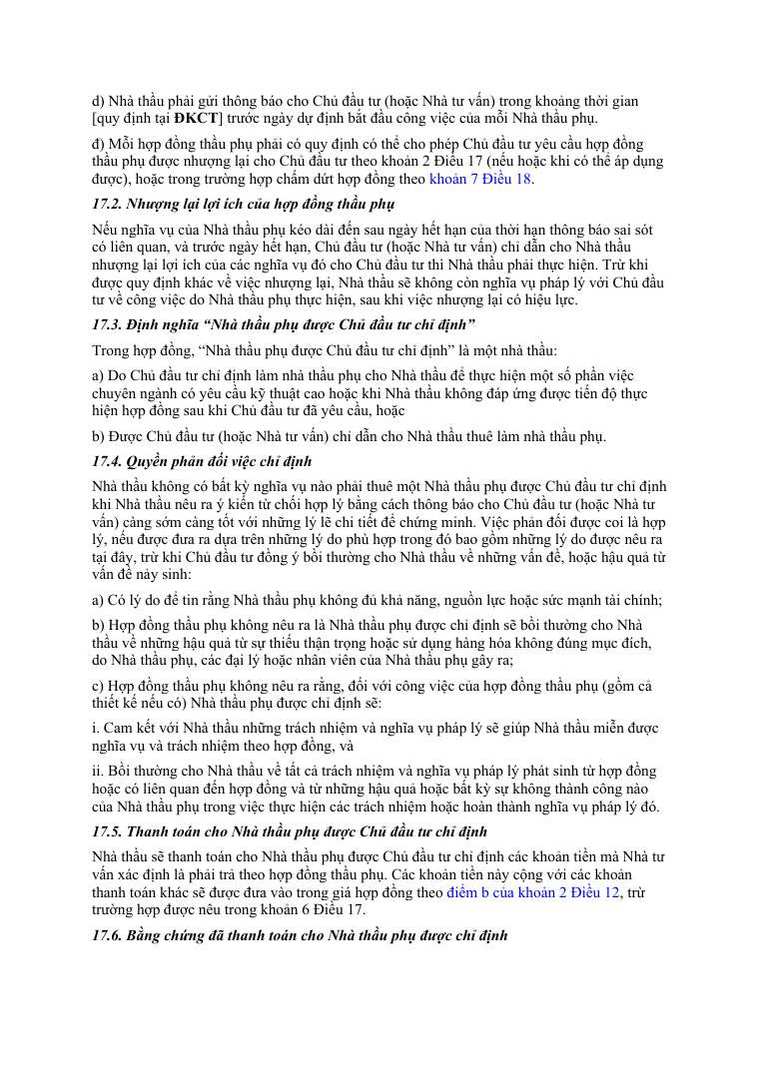 d) Nhà thầu phải gửi thông báo cho Chủ đầu tư (hoặc Nhà tư vấn) trong khoảng thời gian
[quy định tại ĐKCT] trước ngày dự định bắt đầu công việc của mỗi Nhà thầu phụ.
đ) Mỗi hợp đồng thầu phụ phải có quy định có thể cho phép Chủ đầu tư yêu cầu hợp đồng
thầu phụ được nhượng lại cho Chủ đầu tư theo khoản 2 Điều 17 (nếu hoặc khi có thể áp dụng
được), hoặc trong trường hợp chấm dứt hợp đồng theo khoản 7 Điều 18.
17.2. Nhượng lại lợi ích của hợp đồng thầu phụ
Nếu nghĩa vụ của Nhà thầu phụ kéo dài đến sau ngày hết hạn của thời hạn thông báo sai sót
có liên quan, và trước ngày hết hạn, Chủ đầu tư (hoặc Nhà tư vấn) chỉ dẫn cho Nhà thầu
nhượng lại lợi ích của các nghĩa vụ đó cho Chủ đầu tư thì Nhà thầu phải thực hiện. Trừ khi
được quy định khác về việc nhượng lại, Nhà thầu sẽ không còn nghĩa vụ pháp lý với Chủ đầu
tư về công việc do Nhà thầu phụ thực hiện, sau khi việc nhượng lại có hiệu lực.
17.3. Định nghĩa “Nhà thầu phụ được Chủ đầu tư chỉ định”
Trong hợp đồng, “Nhà thầu phụ được Chủ đầu tư chỉ định” là một nhà thầu:
a) Do Chủ đầu tư chỉ định làm nhà thầu phụ cho Nhà thầu để thực hiện một số phần việc
chuyên ngành có yêu cầu kỹ thuật cao hoặc khi Nhà thầu không đáp ứng được tiến độ thực
hiện hợp đồng sau khi Chủ đầu tư đã yêu cầu, hoặc
b) Được Chủ đầu tư (hoặc Nhà tư vấn) chỉ dẫn cho Nhà thầu thuê làm nhà thầu phụ.
17.4. Quyền phản đối việc chỉ định
Nhà thầu không có bất kỳ nghĩa vụ nào phải thuê một Nhà thầu phụ được Chủ đầu tư chỉ định
khi Nhà thầu nêu ra ý kiến từ chối hợp lý bằng cách thông báo cho Chủ đầu tư (hoặc Nhà tư
vấn) càng sớm càng tốt với những lý lẽ chi tiết để chứng minh. Việc phản đối được coi là hợp
lý, nếu được đưa ra dựa trên những lý do phù hợp trong đó bao gồm những lý do được nêu ra
tại đây, trừ khi Chủ đầu tư đồng ý bồi thường cho Nhà thầu về những vấn đề, hoặc hậu quả từ
vấn đề nảy sinh:
a) Có lý do để tin rằng Nhà thầu phụ không đủ khả năng, nguồn lực hoặc sức mạnh tài chính;
b) Hợp đồng thầu phụ không nêu ra là Nhà thầu phụ được chỉ định sẽ bồi thường cho Nhà
thầu về những hậu quả từ sự thiếu thận trọng hoặc sử dụng hàng hóa không đúng mục đích,
do Nhà thầu phụ, các đại lý hoặc nhân viên của Nhà thầu phụ gây ra;
c) Hợp đồng thầu phụ không nêu ra rằng, đối với công việc của hợp đồng thầu phụ (gồm cả
thiết kế nếu có) Nhà thầu phụ được chỉ định sẽ:
i. Cam kết với Nhà thầu những trách nhiệm và nghĩa vụ pháp lý sẽ giúp Nhà thầu miễn được
nghĩa vụ và trách nhiệm theo hợp đồng, và
ii. Bồi thường cho Nhà thầu về tất cả trách nhiệm và nghĩa vụ pháp lý phát sinh từ hợp đồng
hoặc có liên quan đến hợp đồng và từ những hậu quả hoặc bất kỳ sự không thành công nào
của Nhà thầu phụ trong việc thực hiện các trách nhiệm hoặc hoàn thành nghĩa vụ pháp lý đó.
17.5. Thanh toán cho Nhà thầu phụ được Chủ đầu tư chỉ định
Nhà thầu sẽ thanh toán cho Nhà thầu phụ được Chủ đầu tư chỉ định các khoản tiền mà Nhà tư
vấn xác định là phải trả theo hợp đồng thầu phụ. Các khoản tiền này cộng với các khoản
thanh toán khác sẽ được đưa vào trong giá hợp đồng theo điểm b của khoản 2 Điều 12, trừ
trường hợp được nêu trong khoản 6 Điều 17.
17.6. Bằng chứng đã thanh toán cho Nhà thầu phụ được chỉ định